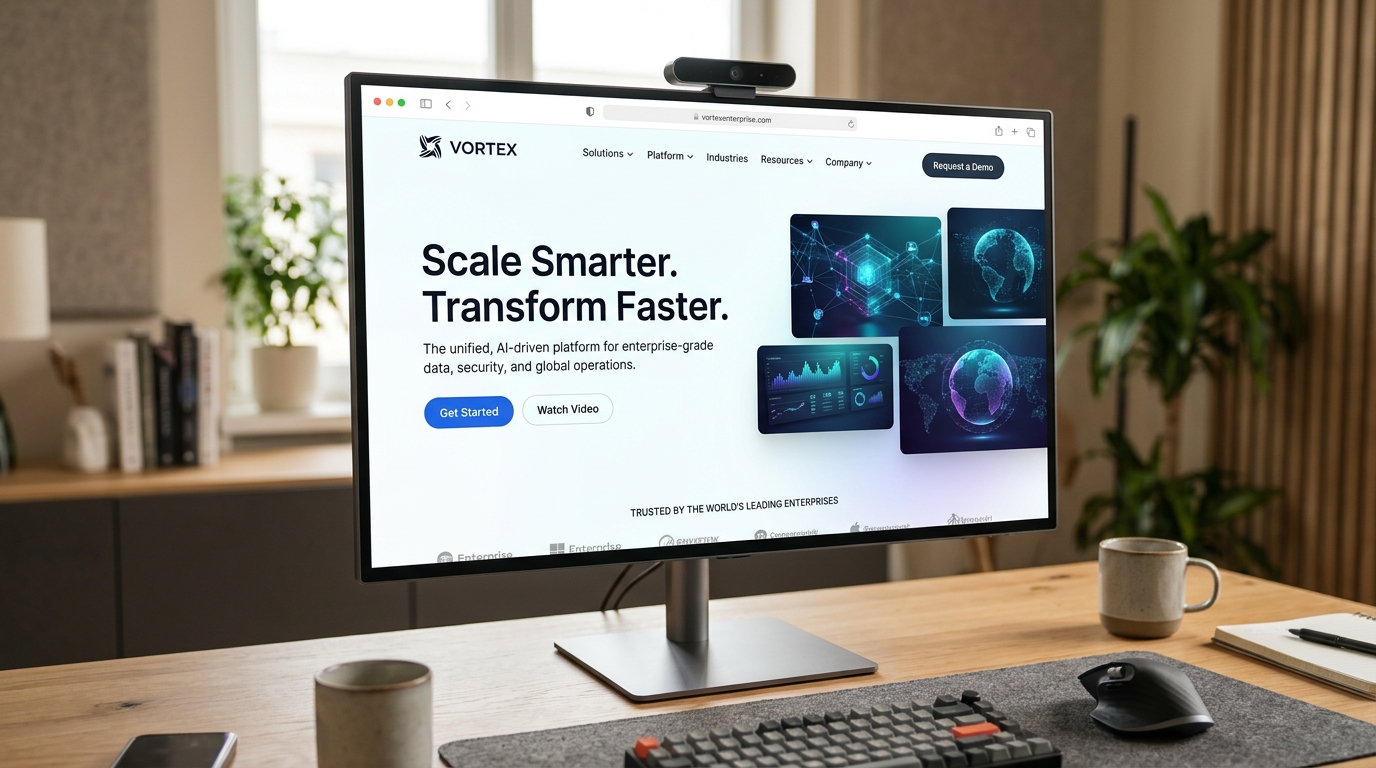 vortexenterprise.com
VORTEX
Solutions
Platform
Industries
Resources
Company
Request a Demo
Scale Smarter.
Transform Faster.
The unified, AI-driven platform for enterprise-grade
data, security, and global operations.
Get Started
Watch Video
TRUSTED BY THE WORLD'S LEADING ENTERPRISES
Enterprise